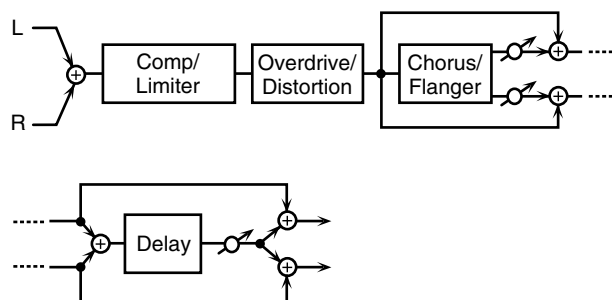 L
R
Comp/
Limiter
Overdrive/
Distortion
Chorus/
Flanger
Delay